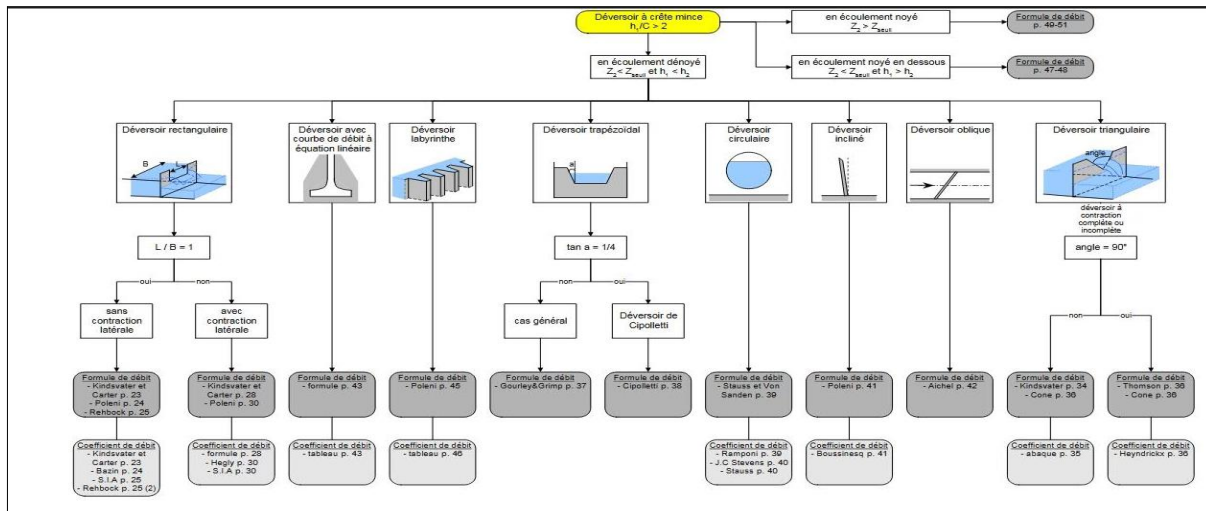 Déversoir à crête mince
h₁/C > 2
en écoulement noyé
Z₂ > Zseuil
Formule de débit
p. 49-51
en écoulement dénoyé
Z₂ < Zseuil et h₁ < h₂
en écoulement noyé en dessous
Z₂ < Zseuil et h₁ > h₂
Formule de débit
p. 47-48
Déversoir rectangulaire
B
L
Déversoir avec
courbe de débit à
équation linéaire
Déversoir
labyrinthe
Déversoir trapézoïdal
a
Déversoir
circulaire
Déversoir
incliné
Déversoir oblique
Déversoir triangulaire
angle
déversoir à
contraction
complète ou
incomplète
L / B = 1
tan a = 1/4
angle = 90°
oui
non
non
oui
non
oui
sans
contraction
latérale
avec
contraction
latérale
cas général
Déversoir de
Cipolletti
Formule de débit
- Kindsvater et
Carter p. 23
- Poleni p. 24
- Rehbock p. 25
Formule de débit
- Kindsvater et
Carter p. 28
- Poleni p. 30
Formule de débit
- formule p. 43
Formule de débit
- Poleni p. 45
Formule de débit
- Gourley&Grimp p. 37
Formule de débit
- Cipolletti p. 38
Formule de débit
- Stauss et Von
Sanden p. 39
Formule de débit
- Poleni p. 41
Formule de débit
- Aichel p. 42
Formule de débit
- Kindsvater p. 34
- Cone p. 36
Formule de débit
- Thomson p. 36
- Cone p. 36
Coefficient de débit
- Kindsvater et
Carter p. 23
- Bazin p. 24
- S.I.A p. 25
- Rehbock p. 25 (2)
Coefficient de débit
- formule p. 28
- Hegly p. 30
- S.I.A p. 30
Coefficient de débit
- tableau p. 43
Coefficient de débit
- tableau p. 46
Coefficient de débit
- Ramponi p. 39
- J.C Stevens p. 40
- Stauss p. 40
Coefficient de débit
- Boussinesq p. 41
Coefficient de débit
- abaque p. 35
Coefficient de débit
- Heyndrickx p. 36